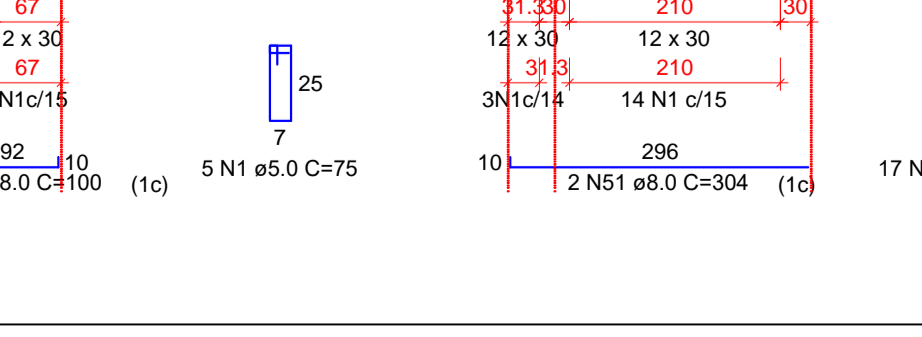 67
31.3 30 210 30
2 x 30
12 x 30 12 x 30
67
31.3 210
N1c/15
25
3N1c/14 14 N1 c/15
7
92 10
10 296
5 N1 ø5.0 C=75
8.0 C=100 (1c)
2 N51 ø8.0 C=304 (1c)
17 N